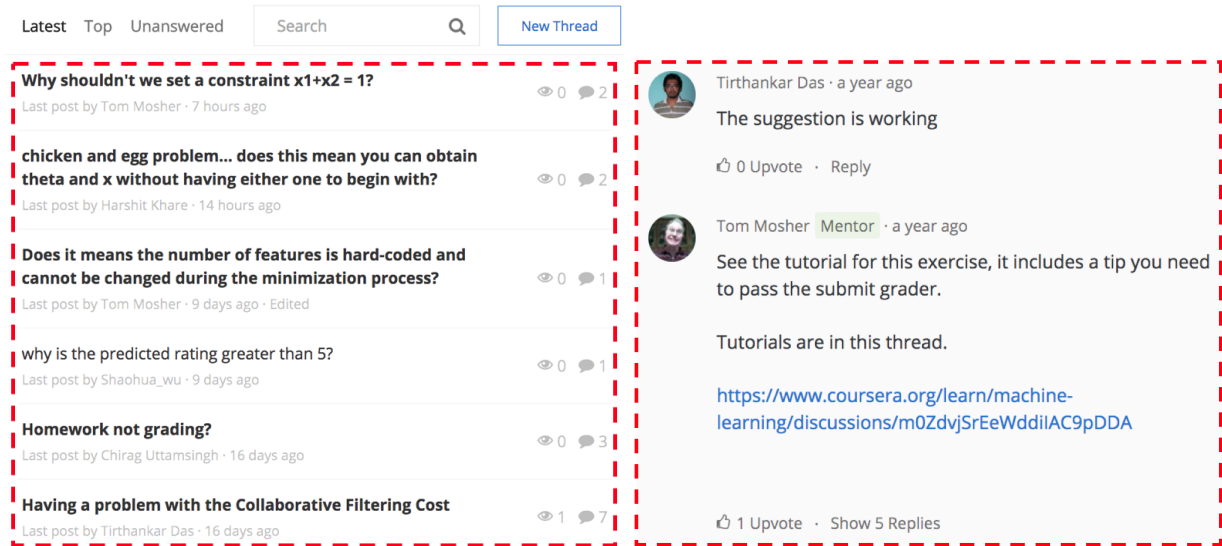 Latest Top Unanswered Search New Thread
Why shouldn't we set a constraint x1+x2 = 1?
Last post by Tom Mosher · 7 hours ago
0 2
chicken and egg problem... does this mean you can obtain
theta and x without having either one to begin with?
Last post by Harshit Khare · 14 hours ago
0 2
Does it means the number of features is hard-coded and
cannot be changed during the minimization process?
Last post by Tom Mosher · 9 days ago · Edited
0 1
why is the predicted rating greater than 5?
Last post by Shaohua_wu · 9 days ago
0 1
Homework not grading?
Last post by Chirag Uttamsingh · 16 days ago
0 3
Having a problem with the Collaborative Filtering Cost
Last post by Tirthankar Das · 16 days ago
1 7
Tirthankar Das · a year ago
The suggestion is working
0 Upvote · Reply
Tom Mosher Mentor · a year ago
See the tutorial for this exercise, it includes a tip you need
to pass the submit grader.
Tutorials are in this thread.
https://www.coursera.org/learn/machine-
learning/discussions/m0ZdvjSrEeWddiIAC9pDDA
1 Upvote · Show 5 Replies